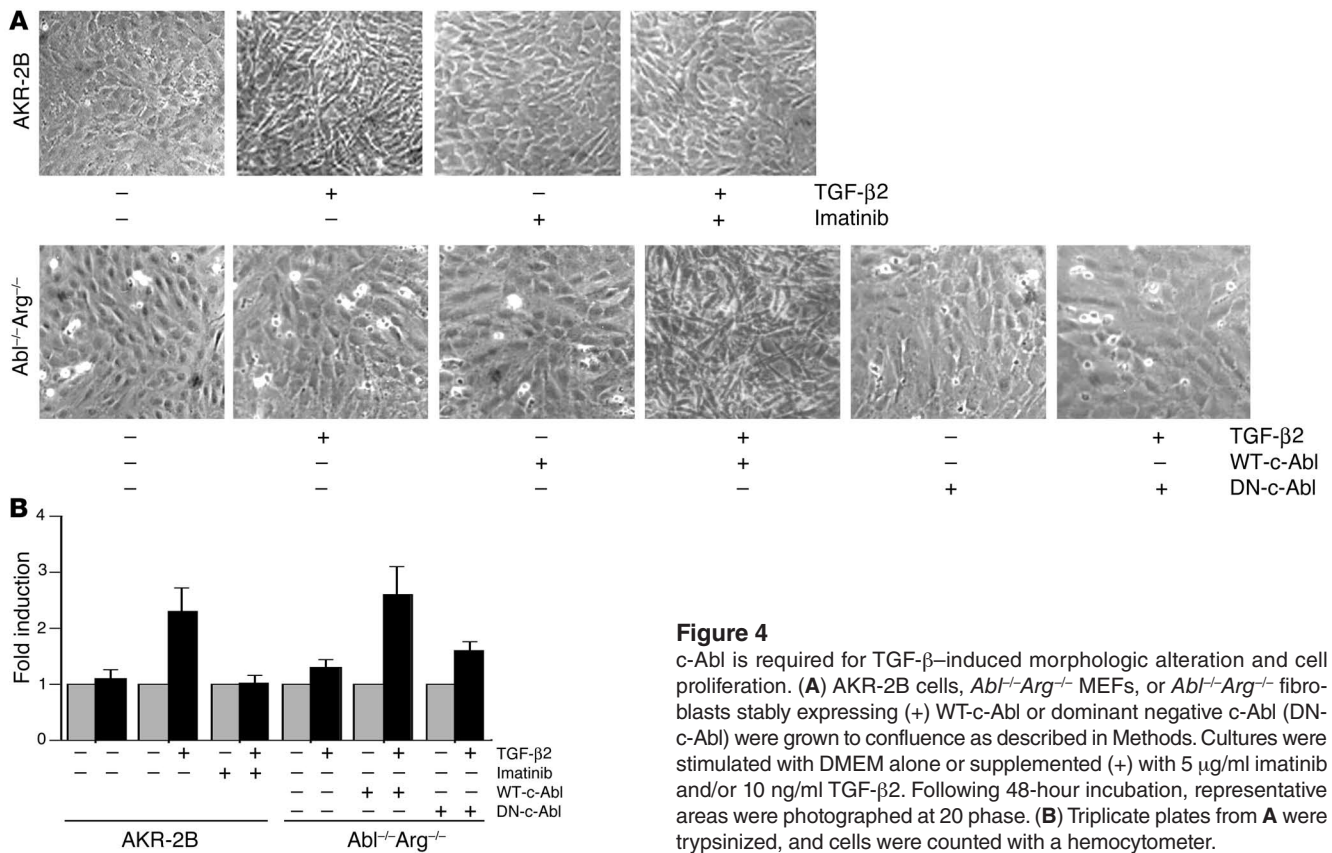 A
AKR-2B
– + – + TGF-β2
– – + + Imatinib
Abl–/–Arg–/–
– + – + – + TGF-β2
– – + + – – WT-c-Abl
– – – – + + DN-c-Abl
B
Fold induction
4
3
2
1
0
– – – + – + – + – + – + TGF-β2
– – – – + + – – – – – – Imatinib
– – + + – – WT-c-Abl
– – – – + + DN-c-Abl
AKR-2B Abl–/–Arg–/–
Figure 4
c-Abl is required for TGF-β–induced morphologic alteration and cell
proliferation. (A) AKR-2B cells, Abl–/–Arg–/– MEFs, or Abl–/–Arg–/– fibro-
blasts stably expressing (+) WT-c-Abl or dominant negative c-Abl (DN-
c-Abl) were grown to confluence as described in Methods. Cultures were
stimulated with DMEM alone or supplemented (+) with 5 μg/ml imatinib
and/or 10 ng/ml TGF-β2. Following 48-hour incubation, representative
areas were photographed at 20 phase. (B) Triplicate plates from A were
trypsinized, and cells were counted with a hemocytometer.